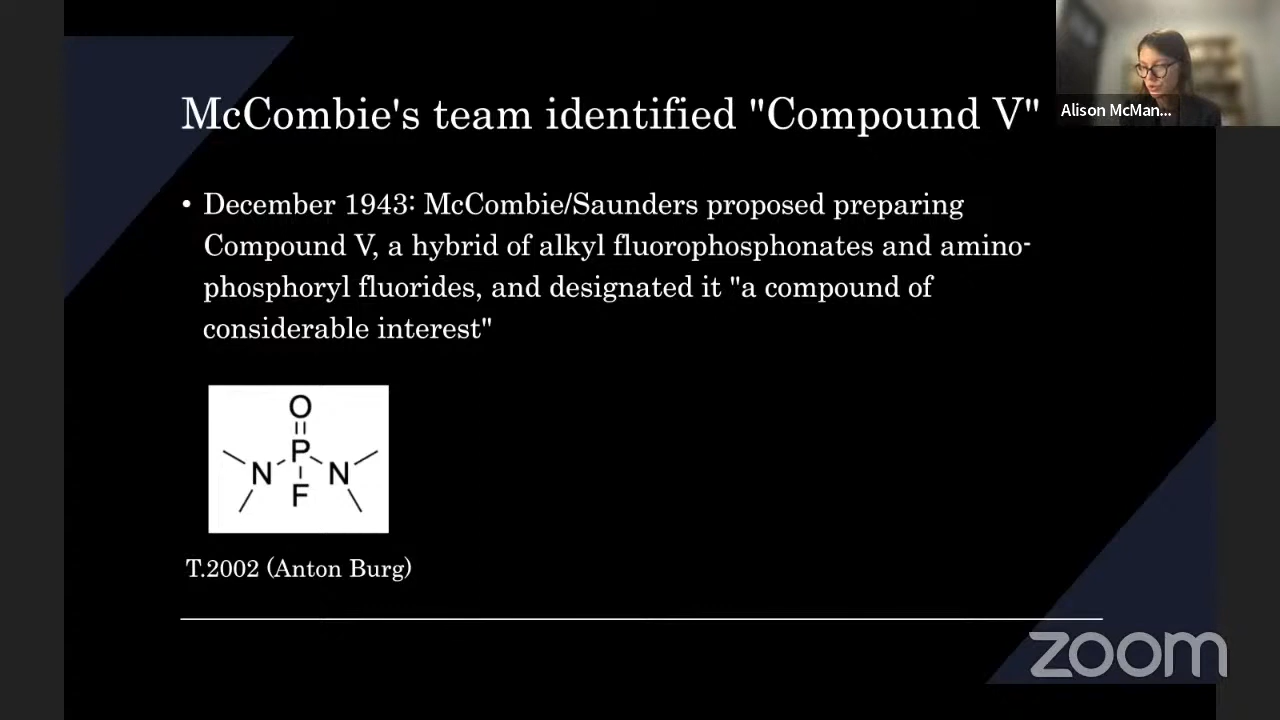 McCombie's team identified "Compound V"
Alison McMan...
• December 1943: McCombie/Saunders proposed preparing
Compound V, a hybrid of alkyl fluorophosphonates and amino-
phosphoryl fluorides, and designated it "a compound of
considerable interest"
O
P
N N
F
T.2002 (Anton Burg)
zoom